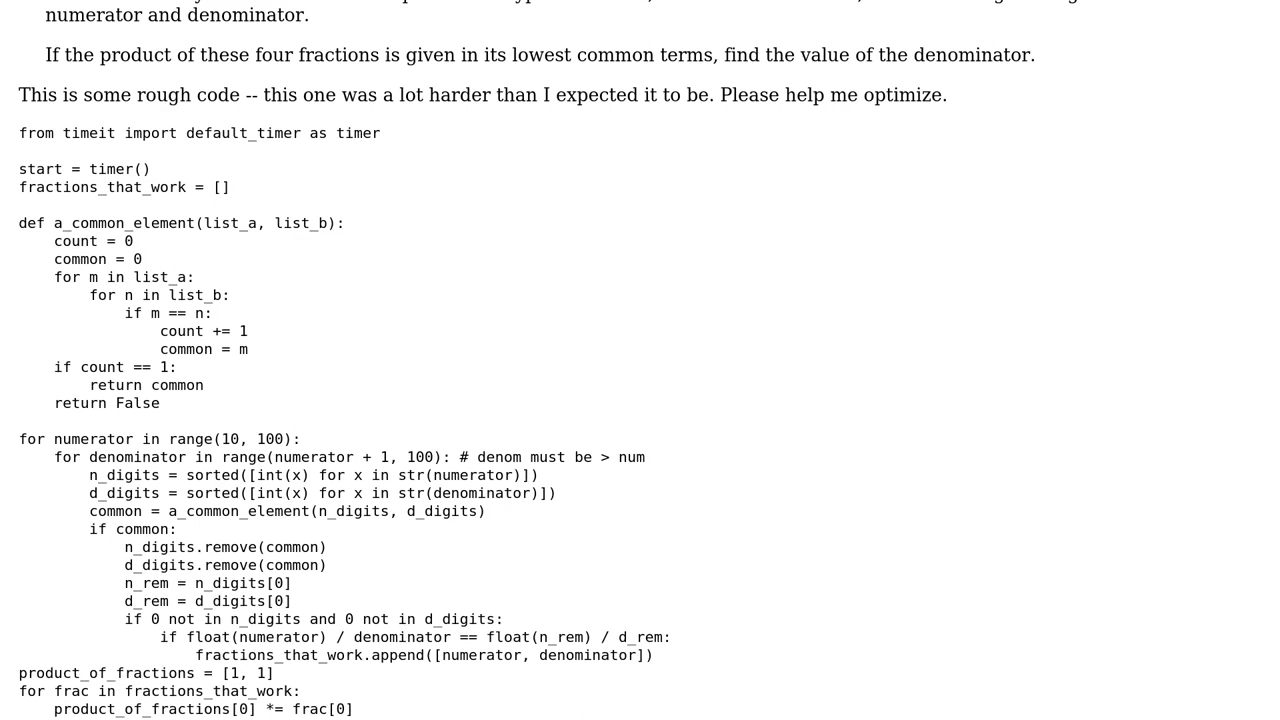 numerator and denominator.
If the product of these four fractions is given in its lowest common terms, find the value of the denominator.
This is some rough code -- this one was a lot harder than I expected it to be. Please help me optimize.
from timeit import default_timer as timer
start = timer()
fractions_that_work = []
def a_common_element(list_a, list_b):
    count = 0
    common = 0
    for m in list_a:
        for n in list_b:
            if m == n:
                count += 1
                common = m
    if count == 1:
        return common
    return False
for numerator in range(10, 100):
    for denominator in range(numerator + 1, 100): # denom must be > num
        n_digits = sorted([int(x) for x in str(numerator)])
        d_digits = sorted([int(x) for x in str(denominator)])
        common = a_common_element(n_digits, d_digits)
        if common:
            n_digits.remove(common)
            d_digits.remove(common)
            n_rem = n_digits[0]
            d_rem = d_digits[0]
            if 0 not in n_digits and 0 not in d_digits:
                if float(numerator) / denominator == float(n_rem) / d_rem:
                    fractions_that_work.append([numerator, denominator])
product_of_fractions = [1, 1]
for frac in fractions_that_work:
    product_of_fractions[0] *= frac[0]